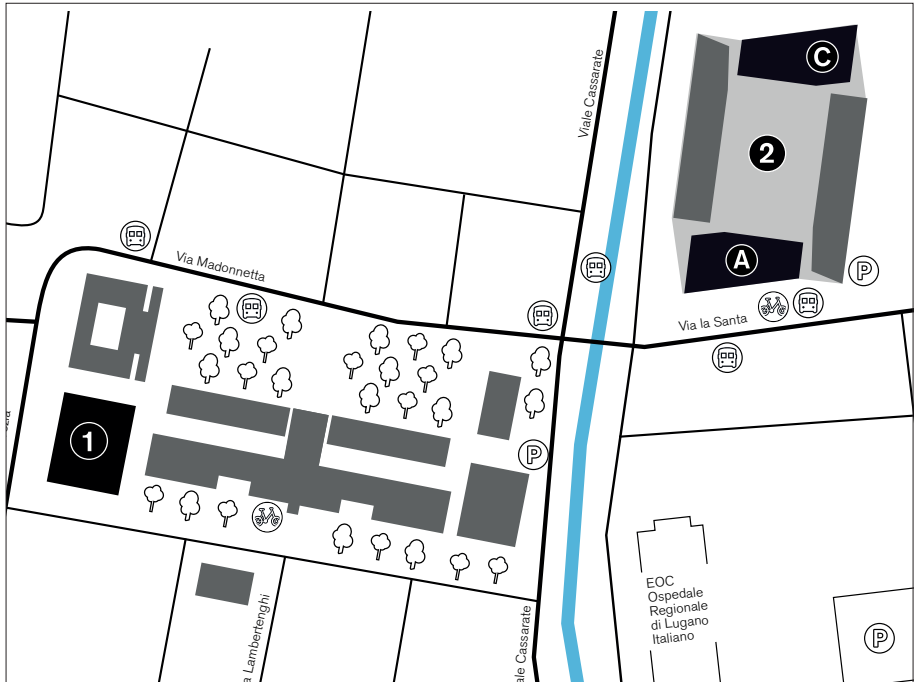 Viale Cassarate
C
2
A
P
Via Madonnetta
Via la Santa
1
P
EOC
Ospedale
Regionale
di Lugano
Italiano
P
Lambertenghi
Cassarate